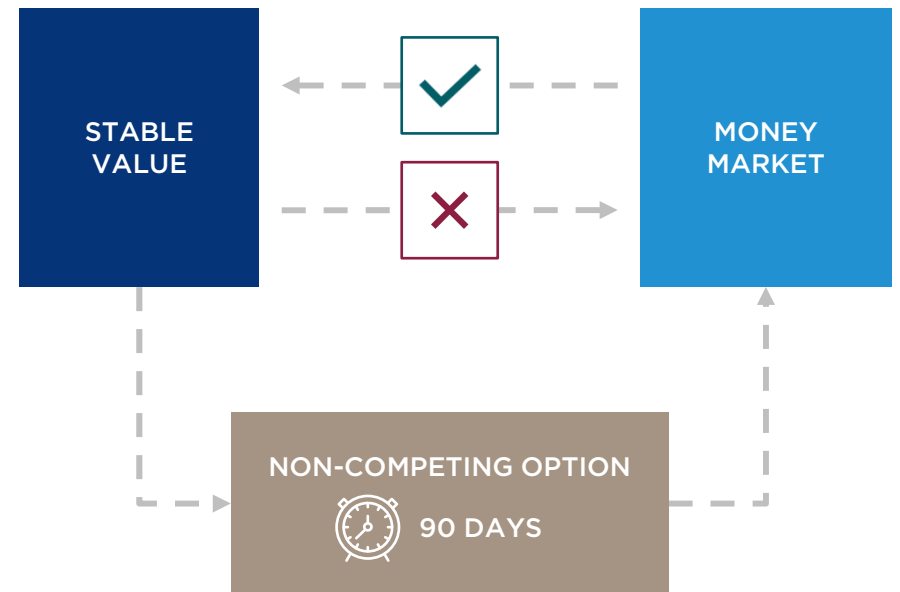 STABLE
VALUE
MONEY
MARKET
NON-COMPETING OPTION
90 DAYS